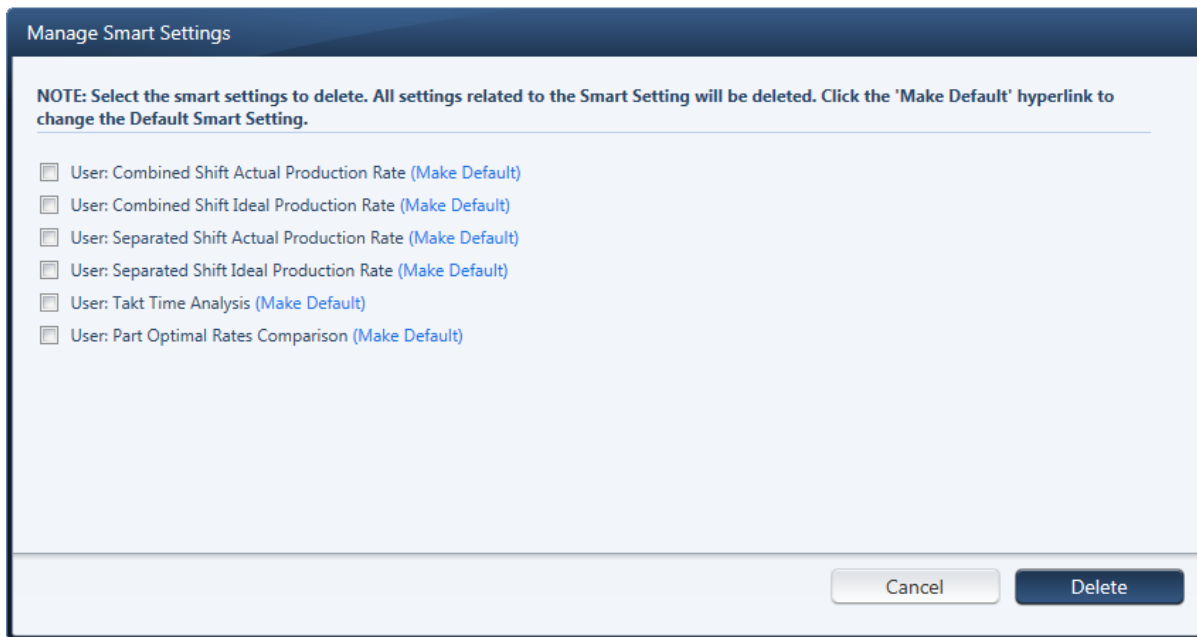 Manage Smart Settings
NOTE: Select the smart settings to delete. All settings related to the Smart Setting will be deleted. Click the 'Make Default' hyperlink to
change the Default Smart Setting.
User: Combined Shift Actual Production Rate (Make Default)
User: Combined Shift Ideal Production Rate (Make Default)
User: Separated Shift Actual Production Rate (Make Default)
User: Separated Shift Ideal Production Rate (Make Default)
User: Takt Time Analysis (Make Default)
User: Part Optimal Rates Comparison (Make Default)
Cancel Delete